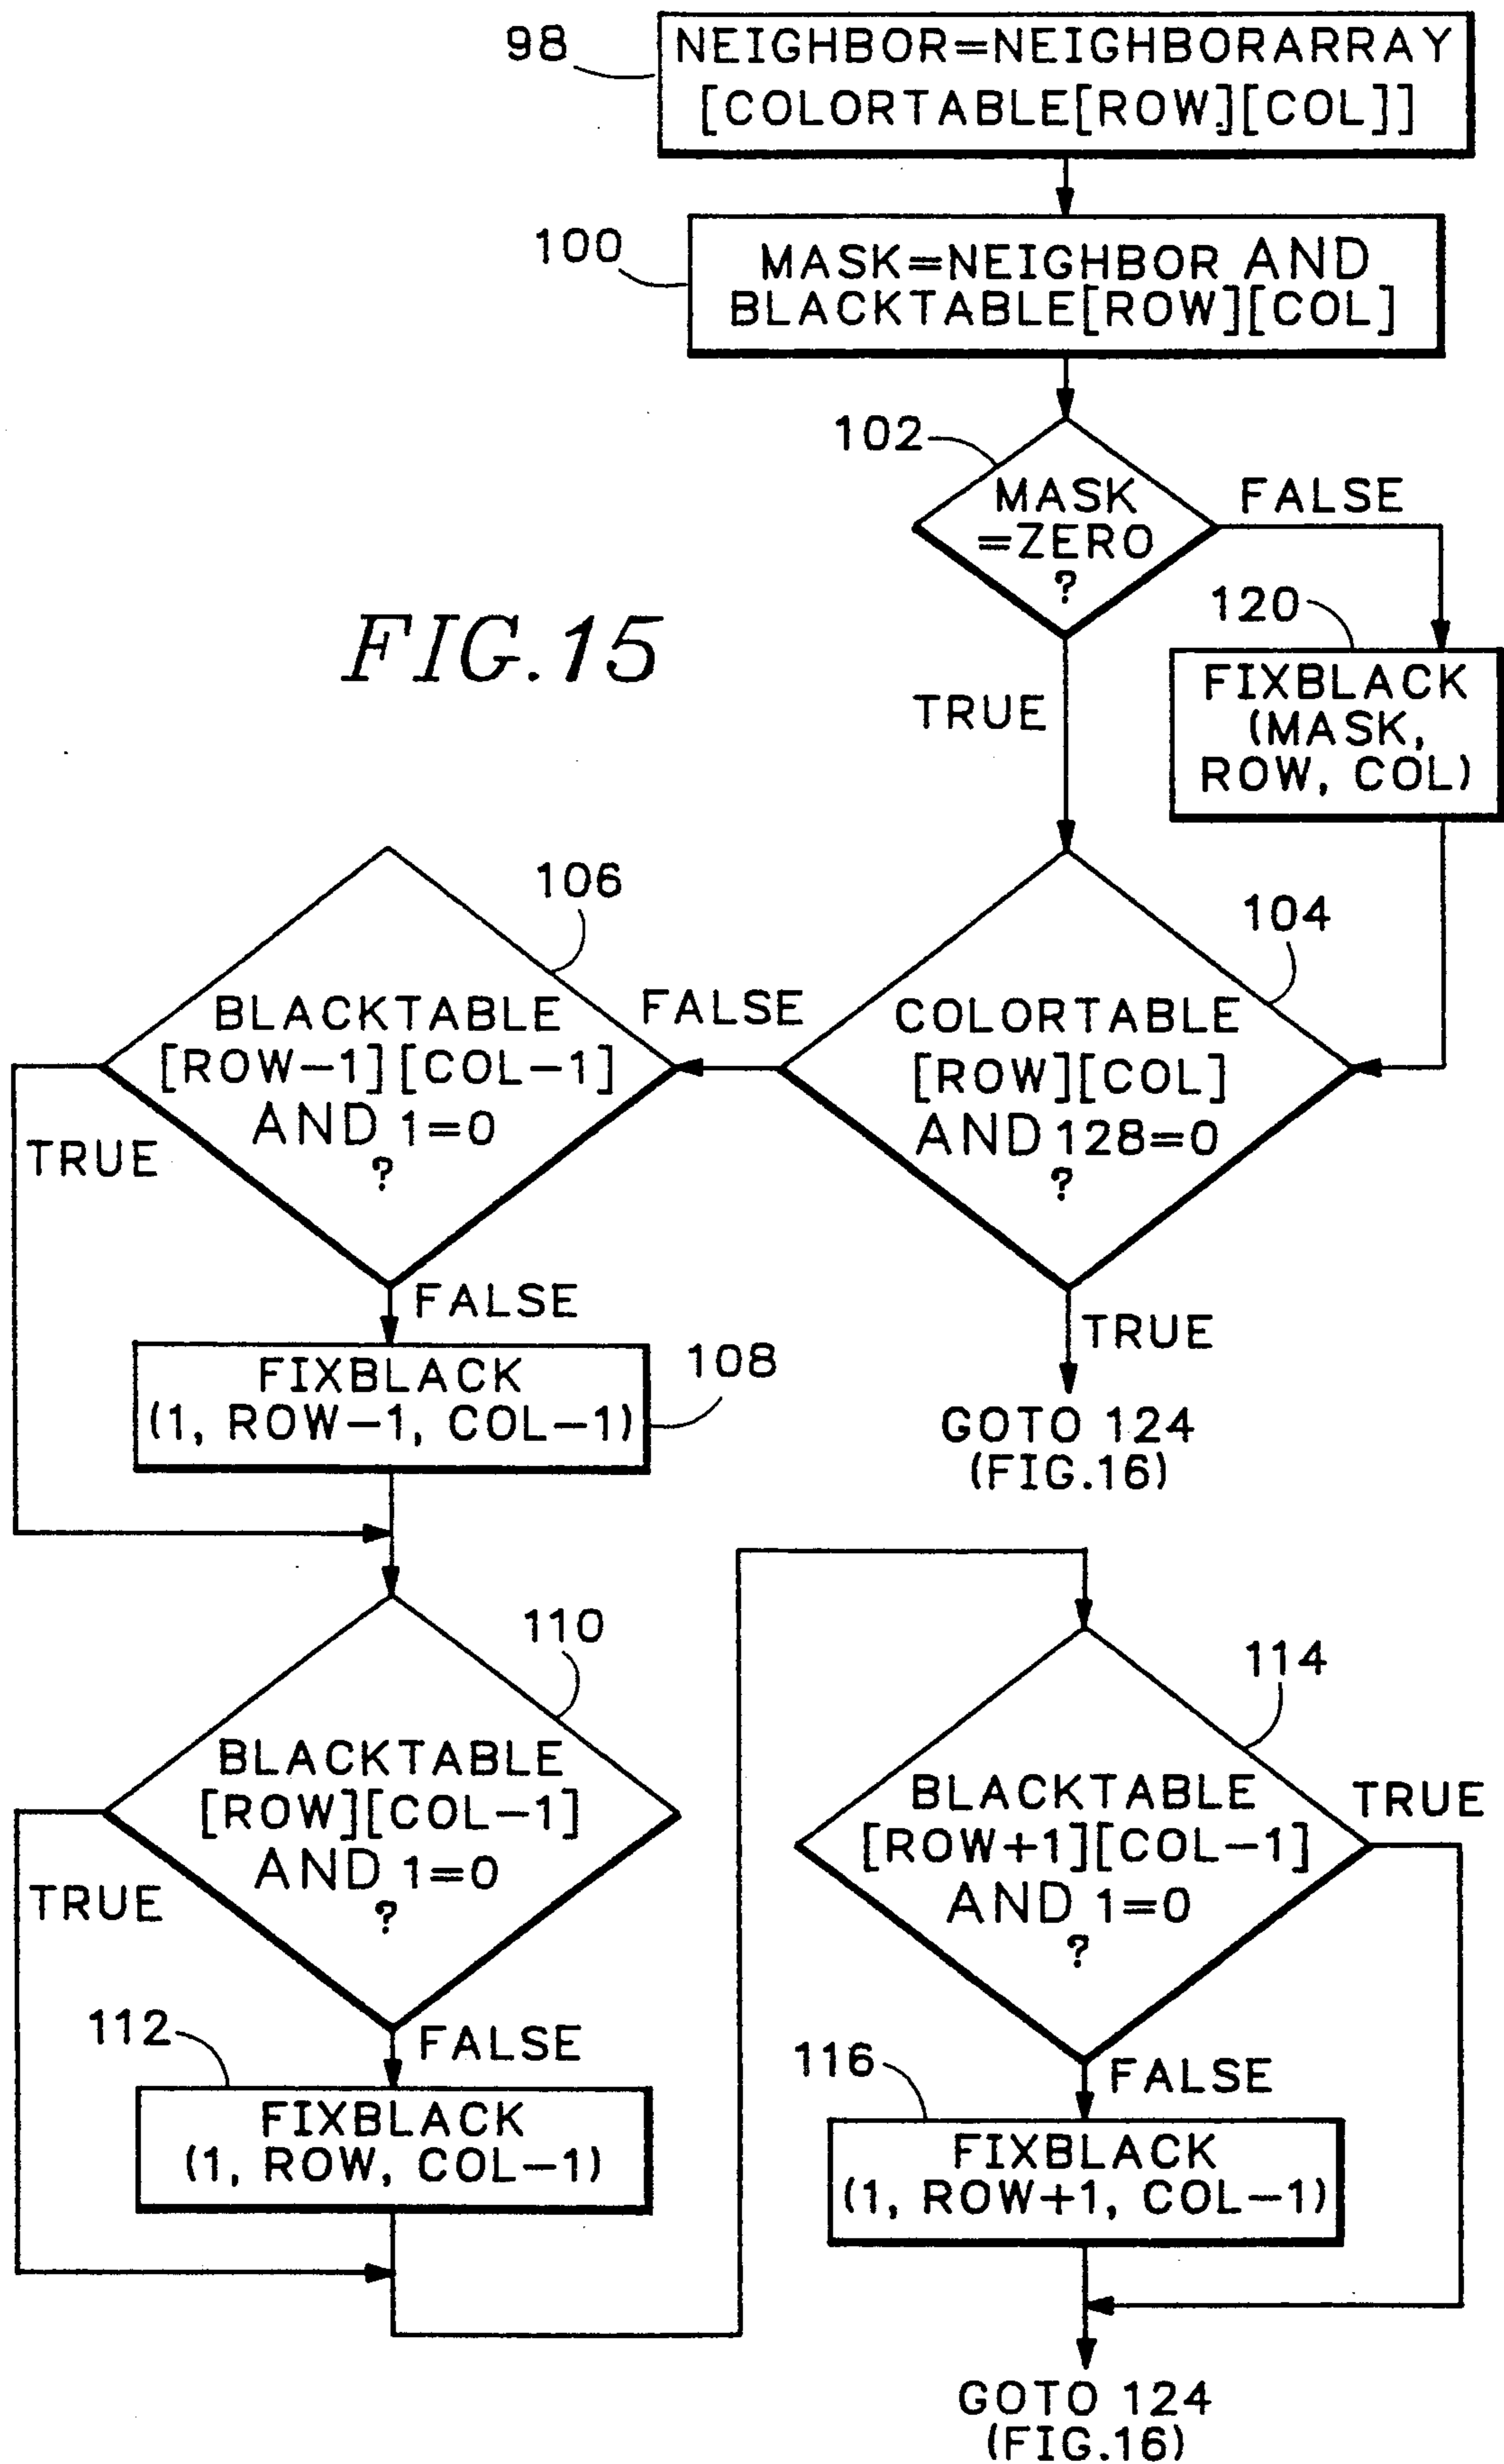 98
NEIGHBOR=NEIGHBORARRAY
[COLORTABLE[ROW][COL]]
100
MASK=NEIGHBOR AND
BLACKTABLE[ROW][COL]
102
MASK
=ZERO
?
FALSE
TRUE
120
FIXBLACK
(MASK,
ROW, COL)
FIG.15
104
COLORTABLE
[ROW][COL]
AND 128=0
?
FALSE
TRUE
GOTO 124
(FIG.16)
106
BLACKTABLE
[ROW-1][COL-1]
AND 1=0
?
TRUE
FALSE
FIXBLACK
(1, ROW-1, COL-1)
108
110
BLACKTABLE
[ROW][COL-1]
AND 1=0
?
TRUE
FALSE
112
FIXBLACK
(1, ROW, COL-1)
114
BLACKTABLE
[ROW+1][COL-1]
AND 1=0
?
TRUE
FALSE
116
FIXBLACK
(1, ROW+1, COL-1)
GOTO 124
(FIG.16)